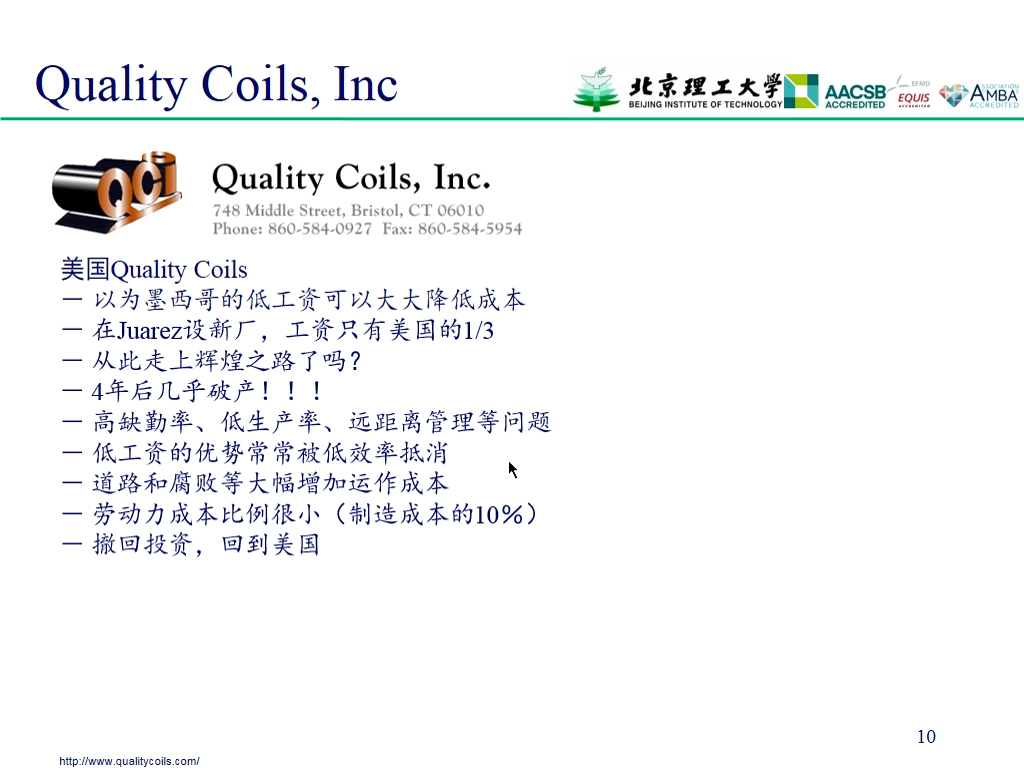 Quality Coils, Inc
北京理工大学
BEIJING INSTITUTE OF TECHNOLOGY
AACSB
ACCREDITED
EFMD
EQUIS
ACCREDITED
ASSOCIATION
AMBA
ACCREDITED
QCI
Quality Coils, Inc.
748 Middle Street, Bristol, CT 06010
Phone: 860-584-0927 Fax: 860-584-5954
美国Quality Coils
－ 以为墨西哥的低工资可以大大降低成本
－ 在Juarez设新厂，工资只有美国的1/3
－ 从此走上辉煌之路了吗？
－ 4年后几乎破产！！！
－ 高缺勤率、低生产率、远距离管理等问题
－ 低工资的优势常常被低效率抵消
－ 道路和腐败等大幅增加运作成本
－ 劳动力成本比例很小（制造成本的10%）
－ 撤回投资，回到美国
10
http://www.qualitycoils.com/